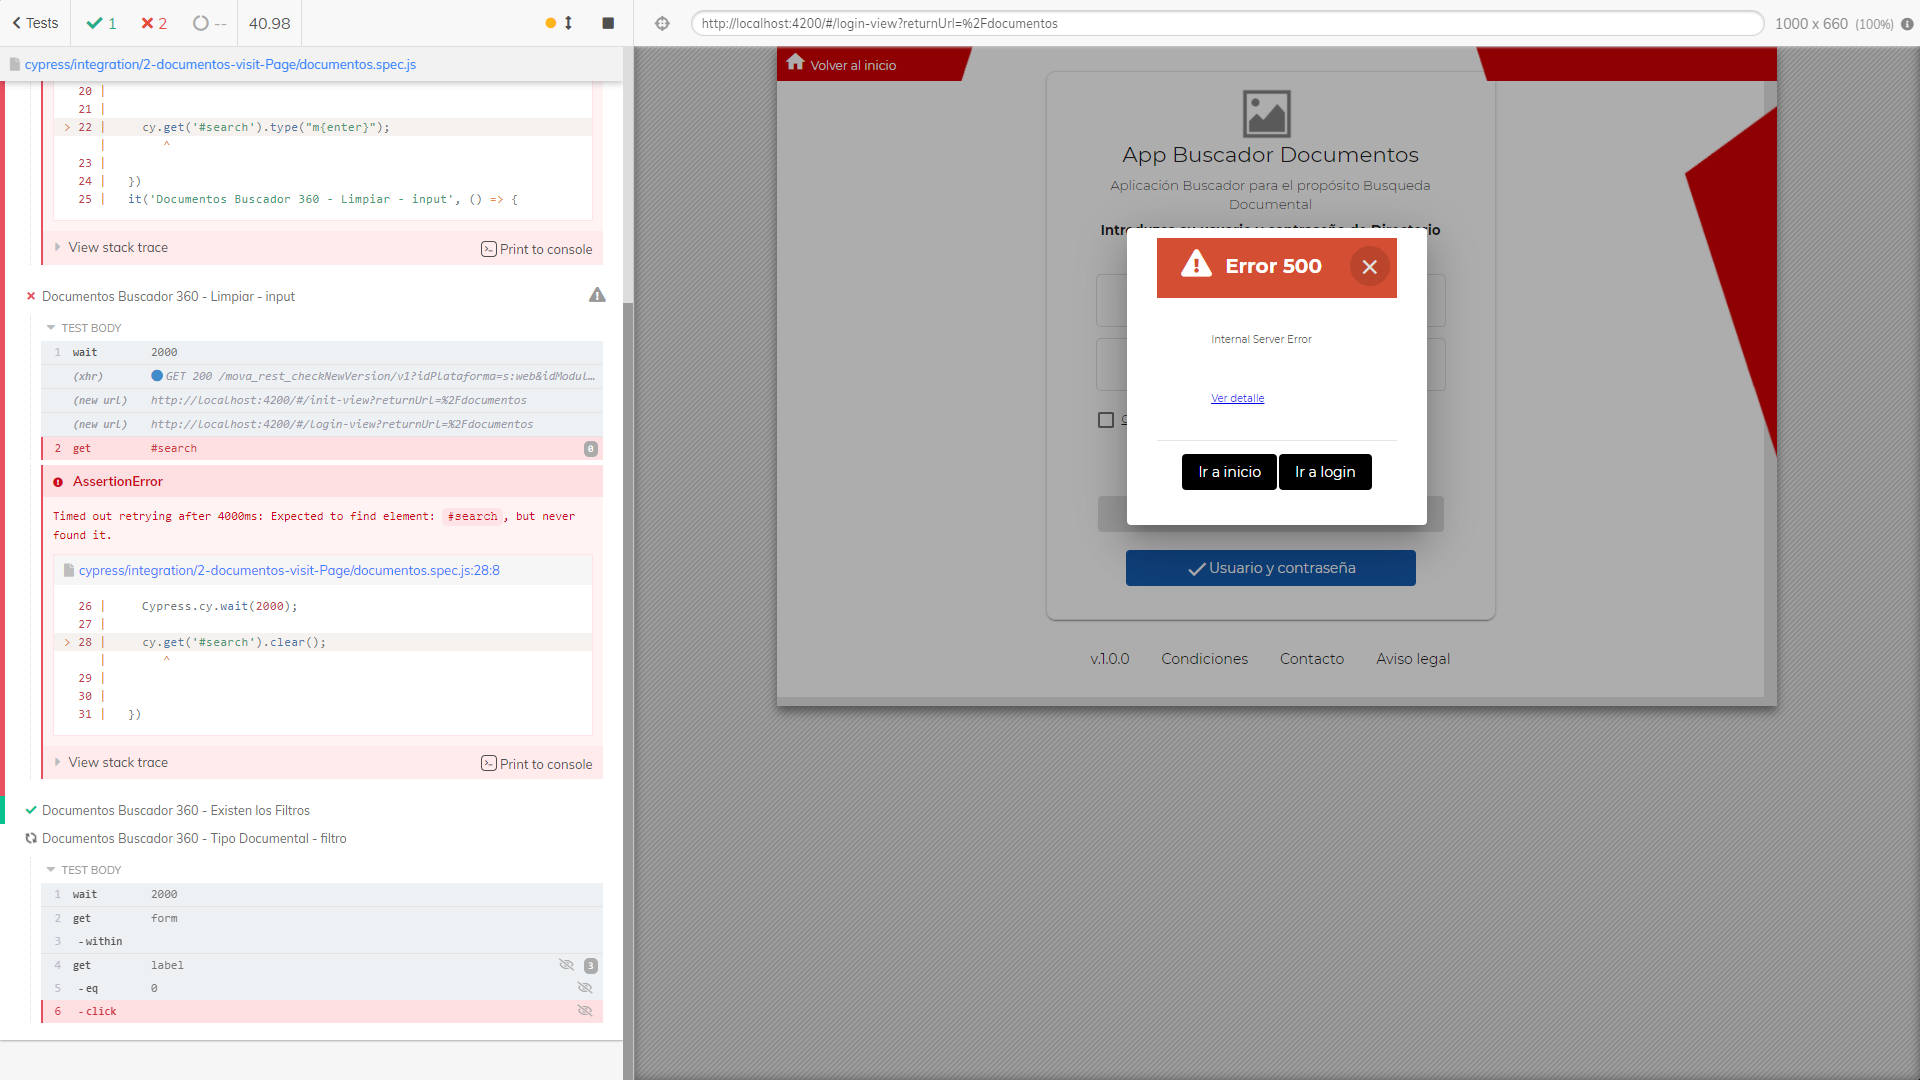 Tests
1
2
--
40.98
http://localhost:4200/#/login-view?returnUrl=%2Fdocumentos
1000 x 660 (100%)
cypress/integration/2-documentos-visit-Page/documentos.spec.js
20 |
21 |
> 22 | cy.get('#search').type("m{enter}");
| ^
23 |
24 | })
25 | it('Documentos Buscador 360 - Limpiar - input', () => {
View stack trace
Print to console
Documentos Buscador 360 - Limpiar - input
TEST BODY
1 wait 2000
(xhr) GET 200 /mova_rest_checkNewVersion/v1?idPlataforma=s:web&idModul...
(new url) http://localhost:4200/#/init-view?returnUrl=%2Fdocumentos
(new url) http://localhost:4200/#/login-view?returnUrl=%2Fdocumentos
2 get #search 0
AssertionError
Timed out retrying after 4000ms: Expected to find element: #search, but never
found it.
cypress/integration/2-documentos-visit-Page/documentos.spec.js:28:8
26 | Cypress.cy.wait(2000);
27 |
> 28 | cy.get('#search').clear();
| ^
29 |
30 |
31 | })
View stack trace
Print to console
Documentos Buscador 360 - Existen los Filtros
Documentos Buscador 360 - Tipo Documental - filtro
TEST BODY
1 wait 2000
2 get form
3 -within
4 get label 3
5 -eq 0
6 -click
Volver al inicio
App Buscador Documentos
Aplicación Buscador para el propósito Busqueda
Documental
Error 500
Internal Server Error
Ver detalle
Ir a inicio
Ir a login
Usuario y contraseña
v.1.0.0
Condiciones
Contacto
Aviso legal